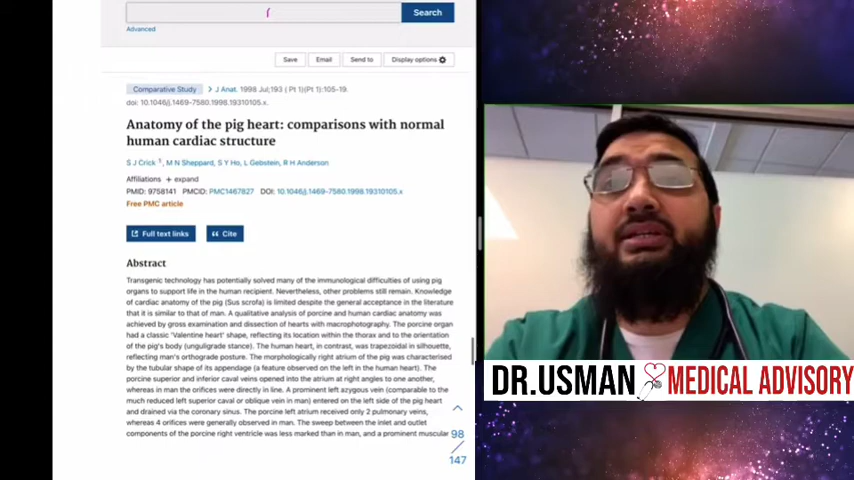 Search
Advanced
Save
Email
Send to
Display options
Comparative Study
J Anat. 1998 Jul;193 ( Pt 1)(Pt 1):105-19.
doi: 10.1046/j.1469-7580.1998.19310105.x.
Anatomy of the pig heart: comparisons with normal
human cardiac structure
S J Crick 1, M N Sheppard, S Y Ho, L Gebstein, R H Anderson
Affiliations + expand
PMID: 9758141 PMCID: PMC1467827 DOI: 10.1046/j.1469-7580.1998.19310105.x
Free PMC article
Full text links
Cite
Abstract
Transgenic technology has potentially solved many of the immunological difficulties of using pig
organs to support life in the human recipient. Nevertheless, other problems still remain. Knowledge
of cardiac anatomy of the pig (Sus scrofa) is limited despite the general acceptance in the literature
that it is similar to that of man. A qualitative analysis of porcine and human cardiac anatomy was
achieved by gross examination and dissection of hearts with macrophotography. The porcine organ
had a classic 'Valentine heart' shape, reflecting its location within the thorax and to the orientation
of the pig's body (unguligrade stance). The human heart, in contrast, was trapezoidal in silhouette,
reflecting man's orthograde posture. The morphologically right atrium of the pig was characterised
by the tubular shape of its appendage (a feature observed on the left in the human heart). The
porcine superior and inferior caval veins opened into the atrium at right angles to one another,
whereas in man the orifices were directly in line. A prominent left azygous vein (comparable to the
much reduced left superior caval or oblique vein in man) entered on the left side of the pig heart
and drained via the coronary sinus. The porcine left atrium received only 2 pulmonary veins,
whereas 4 orifices were generally observed in man. The sweep between the inlet and outlet
components of the porcine right ventricle was less marked than in man, and a prominent muscular
98
147
DR.USMAN MEDICAL ADVISORY